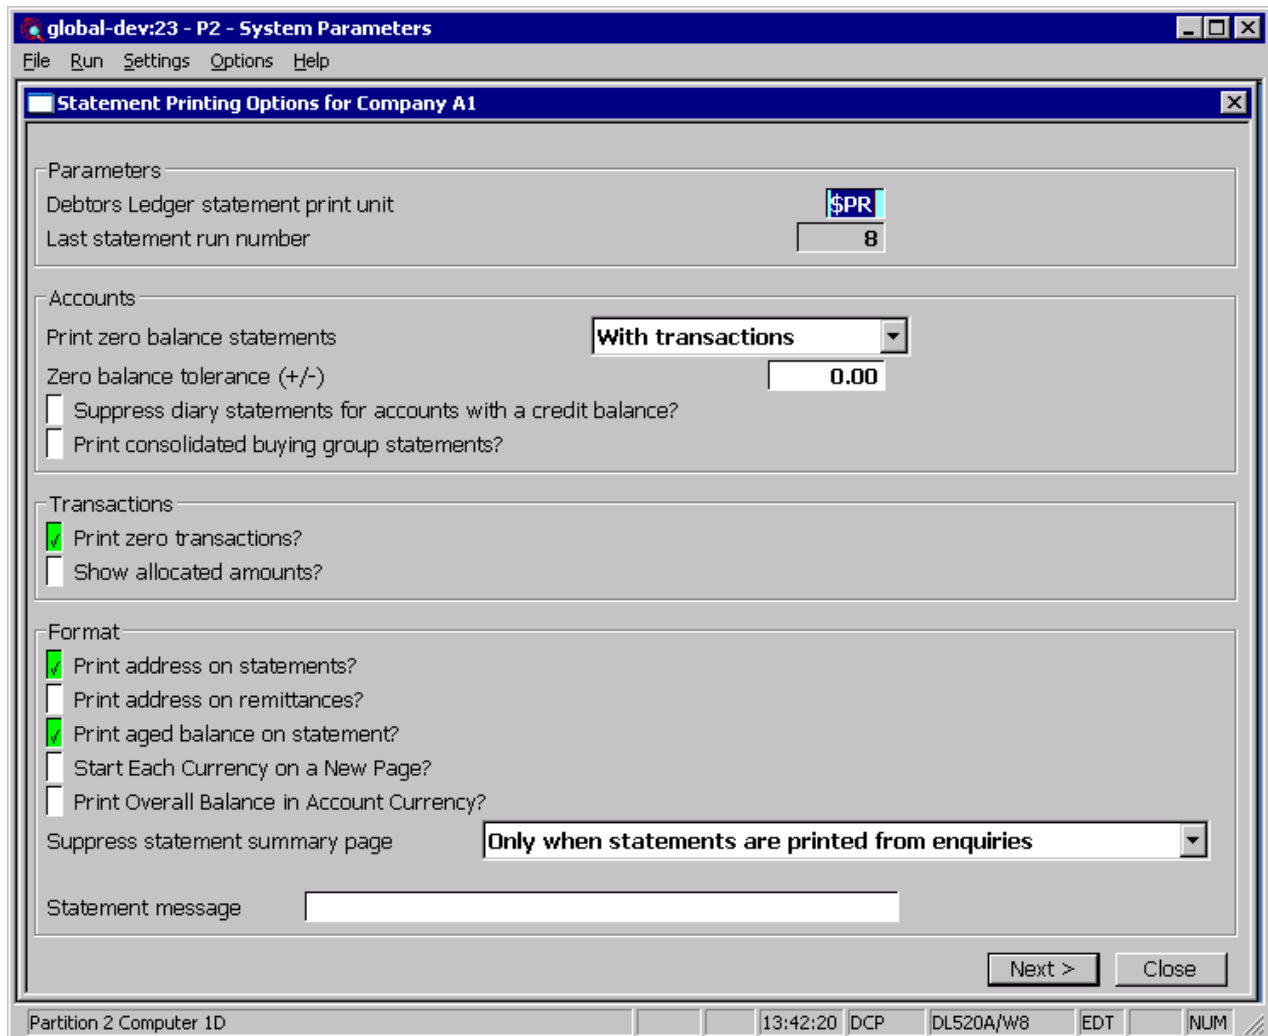 global-dev:23 - P2 - System Parameters
File Run Settings Options Help
Statement Printing Options for Company A1
Parameters
Debtors Ledger statement print unit $PR
Last statement run number 8
Accounts
Print zero balance statements With transactions
Zero balance tolerance (+/-) 0.00
Suppress diary statements for accounts with a credit balance?
Print consolidated buying group statements?
Transactions
Print zero transactions?
Show allocated amounts?
Format
Print address on statements?
Print address on remittances?
Print aged balance on statement?
Start Each Currency on a New Page?
Print Overall Balance in Account Currency?
Suppress statement summary page Only when statements are printed from enquiries
Statement message
Next > Close
Partition 2 Computer 1D 13:42:20 DCP DL520A/W8 EDT NUM